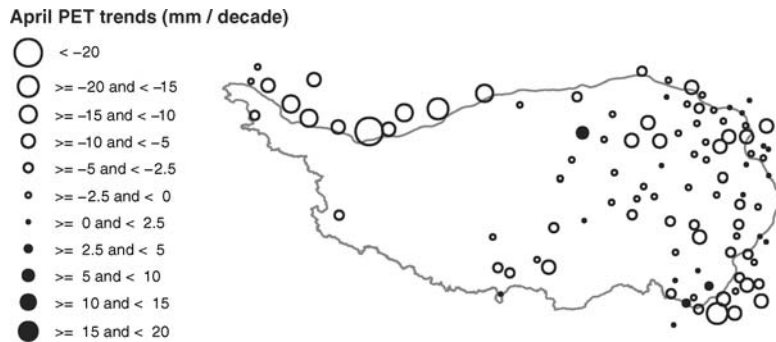 April PET trends (mm / decade)
< −20
>= −20 and < −15
>= −15 and < −10
>= −10 and < −5
>= −5 and < −2.5
>= −2.5 and < 0
>= 0 and < 2.5
>= 2.5 and < 5
>= 5 and < 10
>= 10 and < 15
>= 15 and < 20